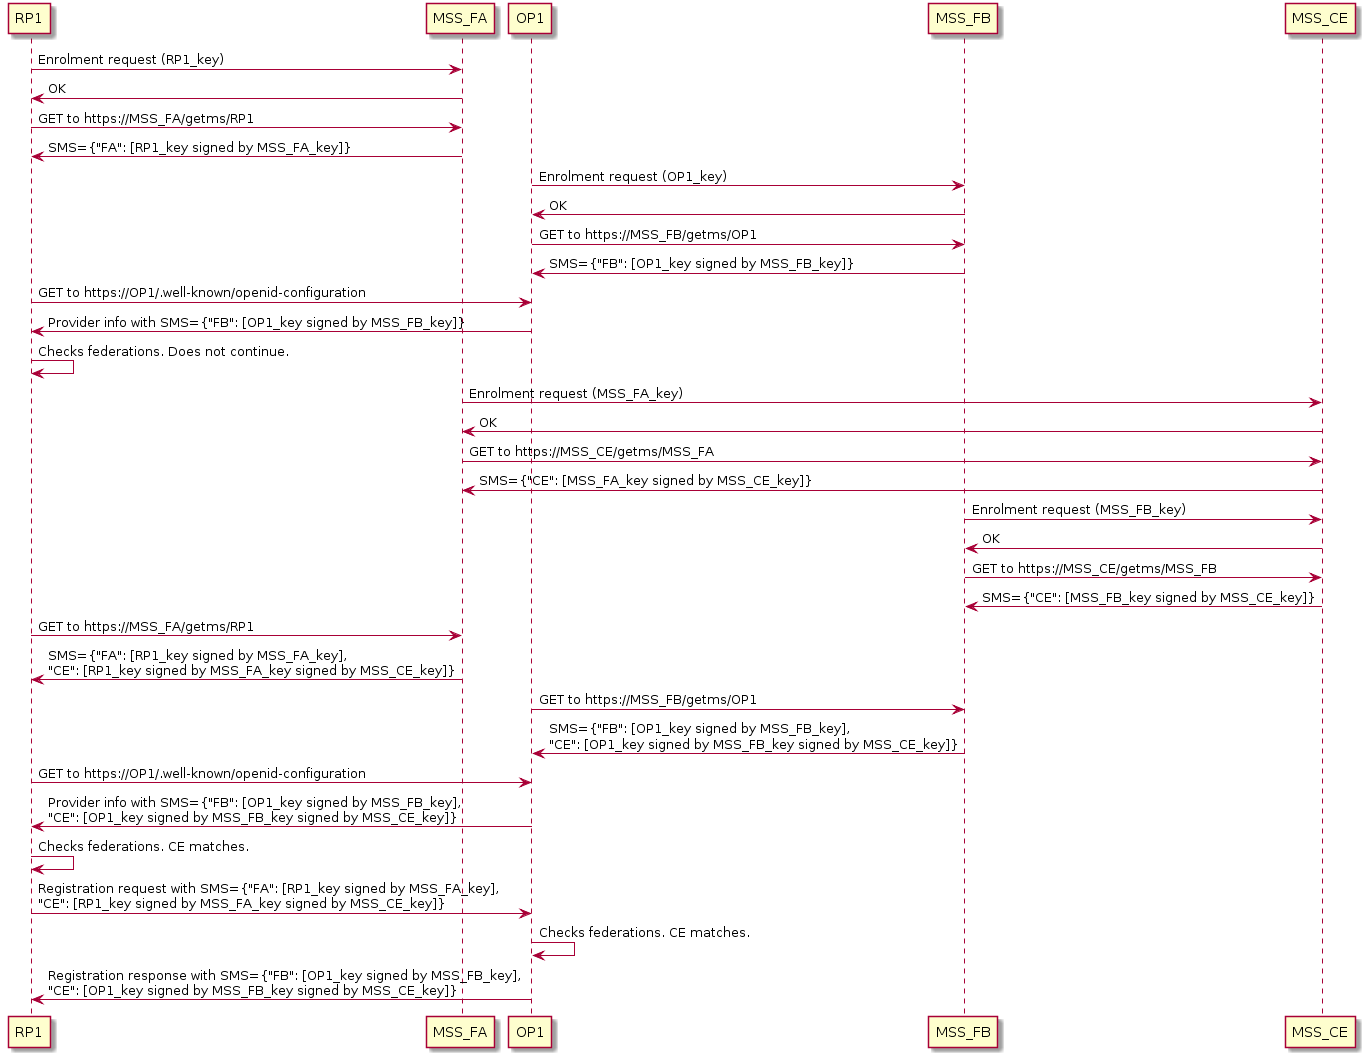 RP1
MSS_FA
OP1
MSS_FB
MSS_CE
Enrolment request (RP1_key)
OK
GET to https://MSS_FA/getms/RP1
SMS={"FA": [RP1_key signed by MSS_FA_key]}
Enrolment request (OP1_key)
OK
GET to https://MSS_FB/getms/OP1
SMS={"FB": [OP1_key signed by MSS_FB_key]}
GET to https://OP1/.well-known/openid-configuration
Provider info with SMS={"FB": [OP1_key signed by MSS_FB_key]}
Checks federations. Does not continue.
Enrolment request (MSS_FA_key)
OK
GET to https://MSS_CE/getms/MSS_FA
SMS={"CE": [MSS_FA_key signed by MSS_CE_key]}
Enrolment request (MSS_FB_key)
OK
GET to https://MSS_CE/getms/MSS_FB
SMS={"CE": [MSS_FB_key signed by MSS_CE_key]}
GET to https://MSS_FA/getms/RP1
SMS={"FA": [RP1_key signed by MSS_FA_key],
"CE": [RP1_key signed by MSS_FA_key signed by MSS_CE_key]}
GET to https://MSS_FB/getms/OP1
SMS={"FB": [OP1_key signed by MSS_FB_key],
"CE": [OP1_key signed by MSS_FB_key signed by MSS_CE_key]}
GET to https://OP1/.well-known/openid-configuration
Provider info with SMS={"FB": [OP1_key signed by MSS_FB_key],
"CE": [OP1_key signed by MSS_FB_key signed by MSS_CE_key]}
Checks federations. CE matches.
Registration request with SMS={"FA": [RP1_key signed by MSS_FA_key],
"CE": [RP1_key signed by MSS_FA_key signed by MSS_CE_key]}
Checks federations. CE matches.
Registration response with SMS={"FB": [OP1_key signed by MSS_FB_key],
"CE": [OP1_key signed by MSS_FB_key signed by MSS_CE_key]}
RP1
MSS_FA
OP1
MSS_FB
MSS_CE